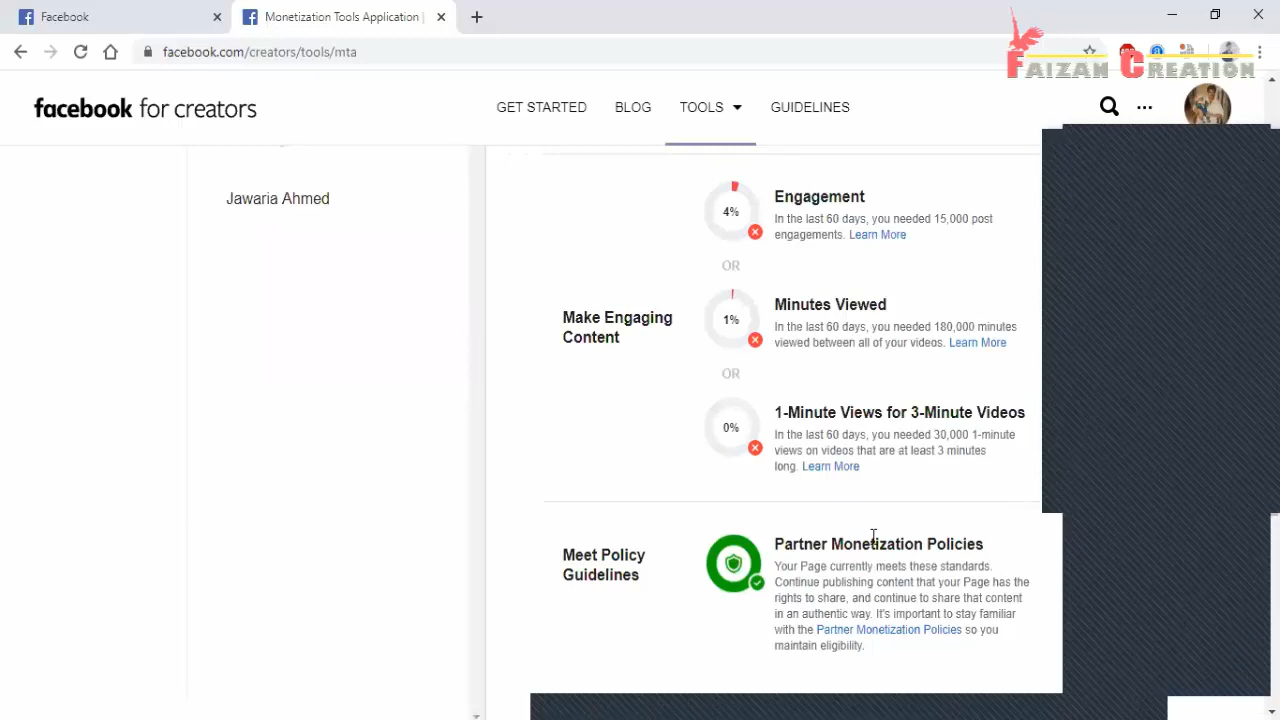 Facebook
Monetization Tools Application
facebook.com/creators/tools/mta
FAIZAN CREATION
facebook for creators
GET STARTED
BLOG
TOOLS
GUIDELINES
Jawaria Ahmed
4%
Engagement
In the last 60 days, you needed 15,000 post
engagements. Learn More
OR
Make Engaging
Content
1%
Minutes Viewed
In the last 60 days, you needed 180,000 minutes
viewed between all of your videos. Learn More
OR
0%
1-Minute Views for 3-Minute Videos
In the last 60 days, you needed 30,000 1-minute
views on videos that are at least 3 minutes
long. Learn More
Meet Policy
Guidelines
Partner Monetization Policies
Your Page currently meets these standards.
Continue publishing content that your Page has the
rights to share, and continue to share that content
in an authentic way. It's important to stay familiar
with the Partner Monetization Policies so you
maintain eligibility.